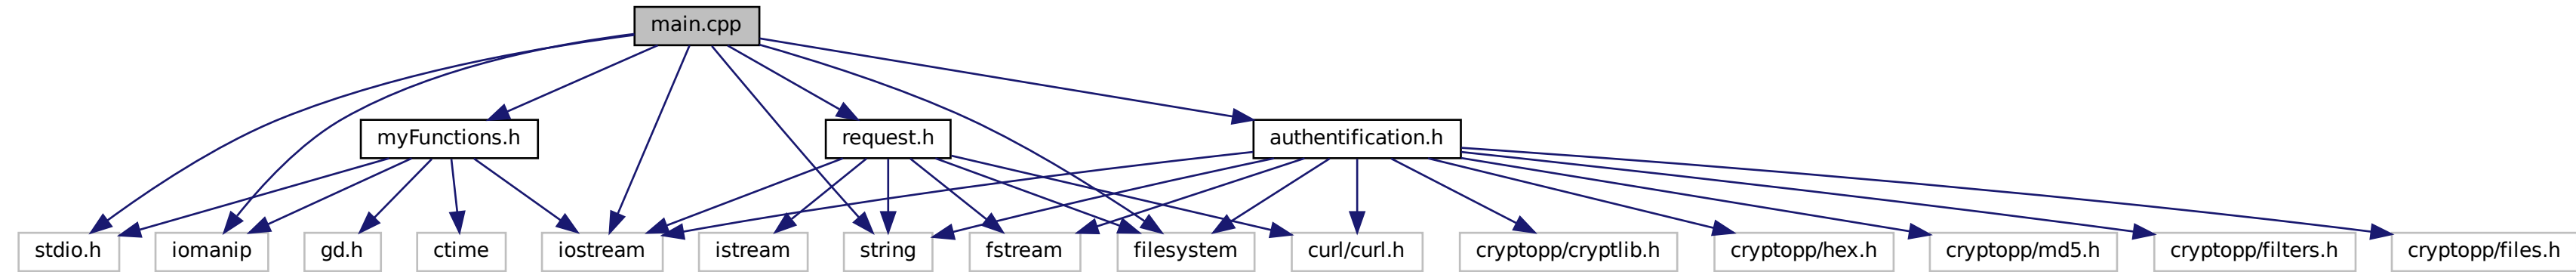 main.cpp
myFunctions.h
request.h
authentification.h
stdio.h
iomanip
gd.h
ctime
iostream
istream
string
fstream
filesystem
curl/curl.h
cryptopp/cryptlib.h
cryptopp/hex.h
cryptopp/md5.h
cryptopp/filters.h
cryptopp/files.h